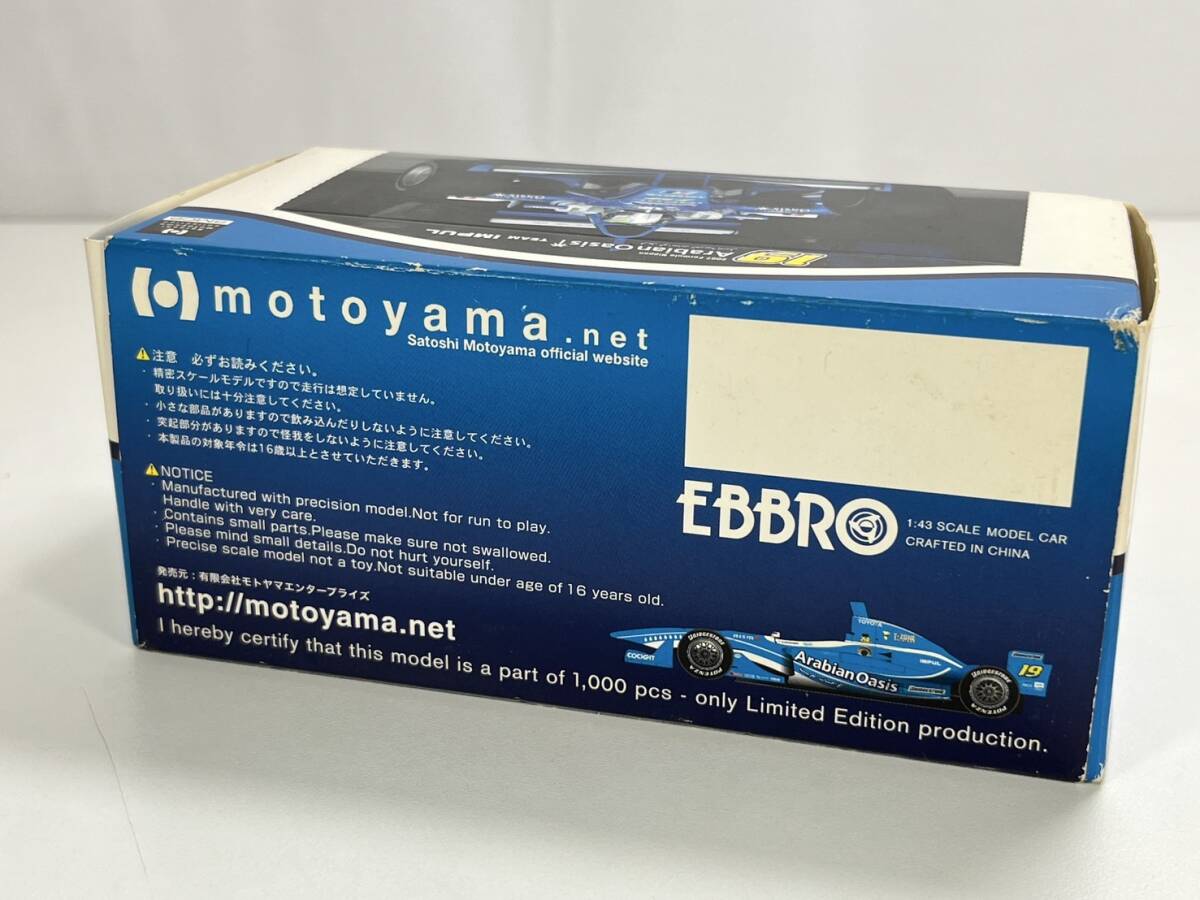 19
Arabian Oasis TEAM IMPUL
2007 Formula Nippon
motoyama.net
Satoshi Motoyama official website
注意 必ずお読みください。
・精密スケールモデルですので走行は想定していません。
取り扱いには十分注意してください。
・小さな部品がありますので飲み込んだりしないように注意してください。
・突起部分がありますので怪我をしないように注意してください。
・本製品の対象年令は16歳以上とさせていただきます。
NOTICE
・Manufactured with precision model.Not for run to play.
Handle with very care.
・Contains small parts.Please make sure not swallowed.
・Please mind small details.Do not hurt yourself.
・Precise scale model not a toy.Not suitable under age of 16 years old.
発売元：有限会社モトヤマエンタープライズ
http://motoyama.net
I hereby certify that this model is a part of 1,000 pcs - only Limited Edition production.
EBBRO
1:43 SCALE MODEL CAR
CRAFTED IN CHINA
TOYOTA
COCIGHT
BRIDGESTONE
POTENZA
ArabianOasis
IMPUL
BRIDGESTONE
19
BRIDGESTONE
POTENZA